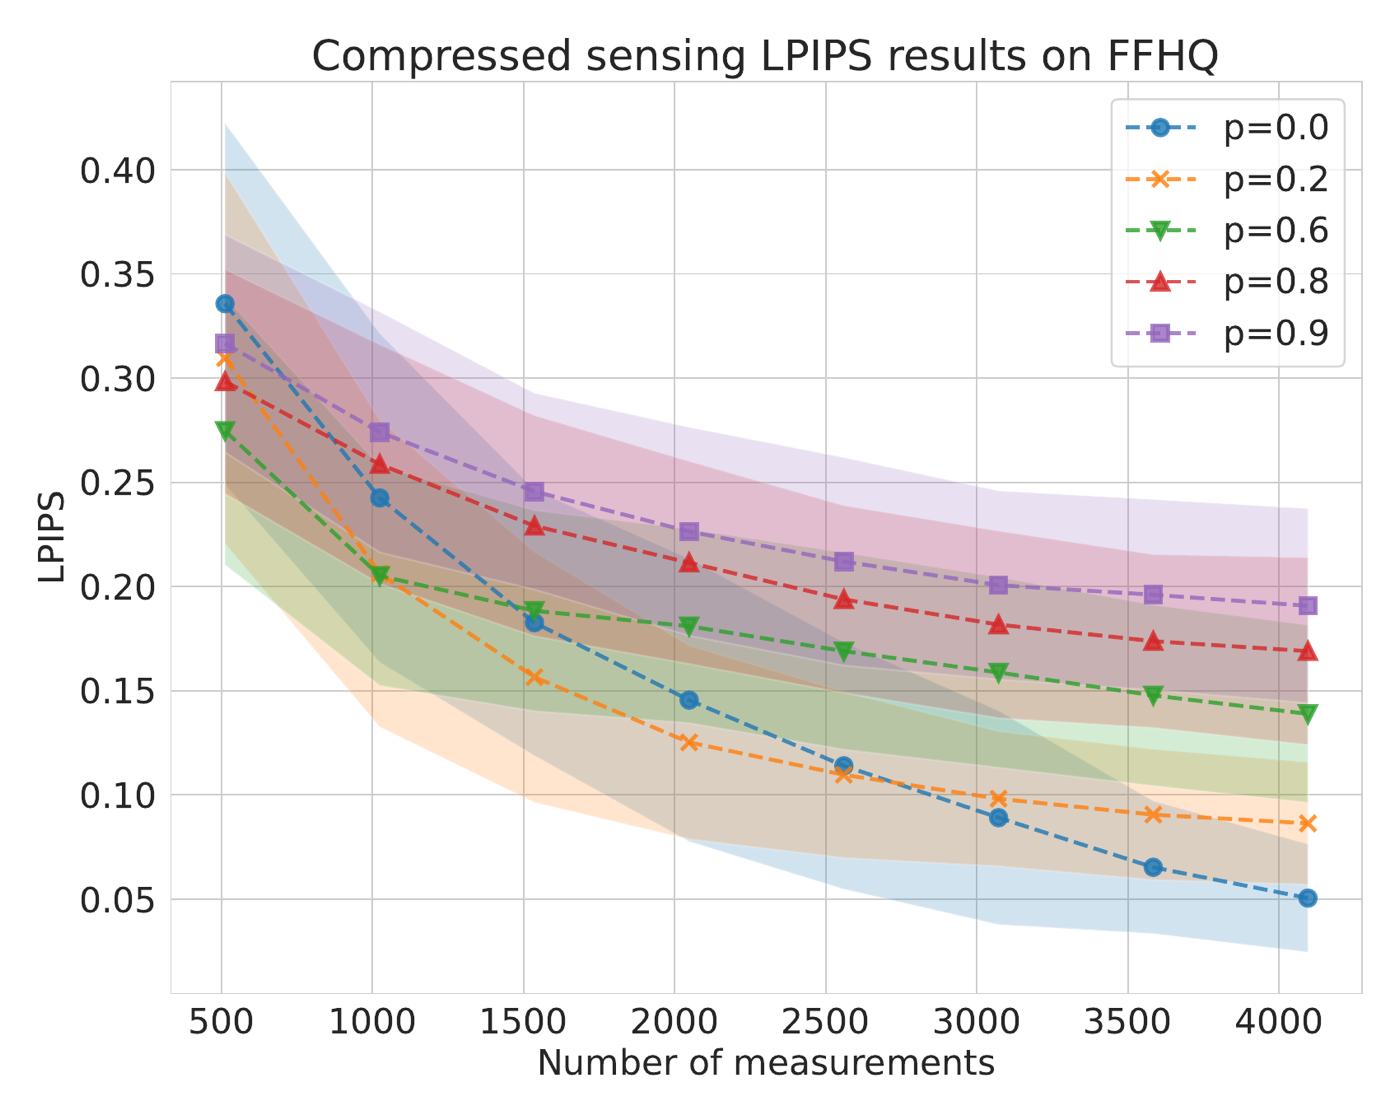 Compressed sensing LPIPS results on FFHQ
p=0.0
p=0.2
p=0.6
p=0.8
p=0.9
LPIPS
0.40
0.35
0.30
0.25
0.20
0.15
0.10
0.05
500 1000 1500 2000 2500 3000 3500 4000
Number of measurements